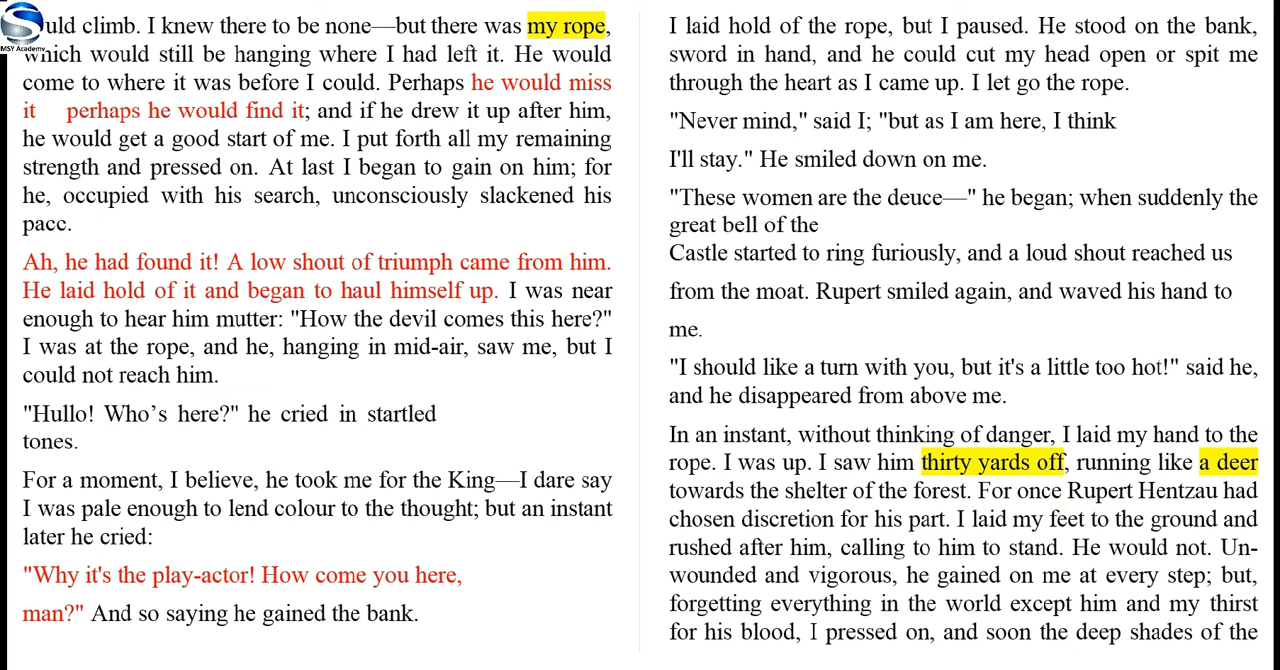 MSY Academy
uld climb. I knew there to be none—but there was my rope,
which would still be hanging where I had left it. He would
come to where it was before I could. Perhaps he would miss
it perhaps he would find it; and if he drew it up after him,
he would get a good start of me. I put forth all my remaining
strength and pressed on. At last I began to gain on him; for
he, occupied with his search, unconsciously slackened his
pacc.
Ah, he had found it! A low shout of triumph came from him.
He laid hold of it and began to haul himself up. I was near
enough to hear him mutter: "How the devil comes this here?"
I was at the rope, and he, hanging in mid-air, saw me, but I
could not reach him.
"Hullo! Who’s here?" he cried in startled
tones.
For a moment, I believe, he took me for the King—I dare say
I was pale enough to lend colour to the thought; but an instant
later he cried:
"Why it's the play-actor! How come you here,
man?" And so saying he gained the bank.
I laid hold of the rope, but I paused. He stood on the bank,
sword in hand, and he could cut my head open or spit me
through the heart as I came up. I let go the rope.
"Never mind," said I; "but as I am here, I think
I'll stay." He smiled down on me.
"These women are the deuce—" he began; when suddenly the
great bell of the
Castle started to ring furiously, and a loud shout reached us
from the moat. Rupert smiled again, and waved his hand to
me.
"I should like a turn with you, but it's a little too hot!" said he,
and he disappeared from above me.
In an instant, without thinking of danger, I laid my hand to the
rope. I was up. I saw him thirty yards off, running like a deer
towards the shelter of the forest. For once Rupert Hentzau had
chosen discretion for his part. I laid my feet to the ground and
rushed after him, calling to him to stand. He would not. Un-
wounded and vigorous, he gained on me at every step; but,
forgetting everything in the world except him and my thirst
for his blood, I pressed on, and soon the deep shades of the